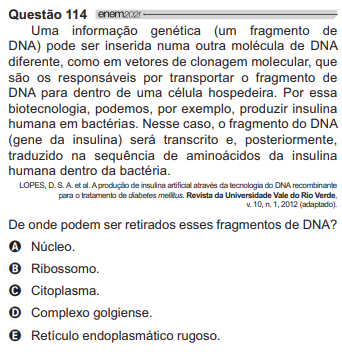 Questão 114 enem2021
Uma informação genética (um fragmento de
DNA) pode ser inserida numa outra molécula de DNA
diferente, como em vetores de clonagem molecular, que
são os responsáveis por transportar o fragmento de
DNA para dentro de uma célula hospedeira. Por essa
biotecnologia, podemos, por exemplo, produzir insulina
humana em bactérias. Nesse caso, o fragmento do DNA
(gene da insulina) será transcrito e, posteriormente,
traduzido na sequência de aminoácidos da insulina
humana dentro da bactéria.
LOPES, D. S. A. et al. A produção de insulina artificial através da tecnologia do DNA recombinante
para o tratamento de diabetes mellitus. Revista da Universidade Vale do Rio Verde,
v. 10, n. 1, 2012 (adaptado).
De onde podem ser retirados esses fragmentos de DNA?
A Núcleo.
B Ribossomo.
C Citoplasma.
D Complexo golgiense.
E Retículo endoplasmático rugoso.